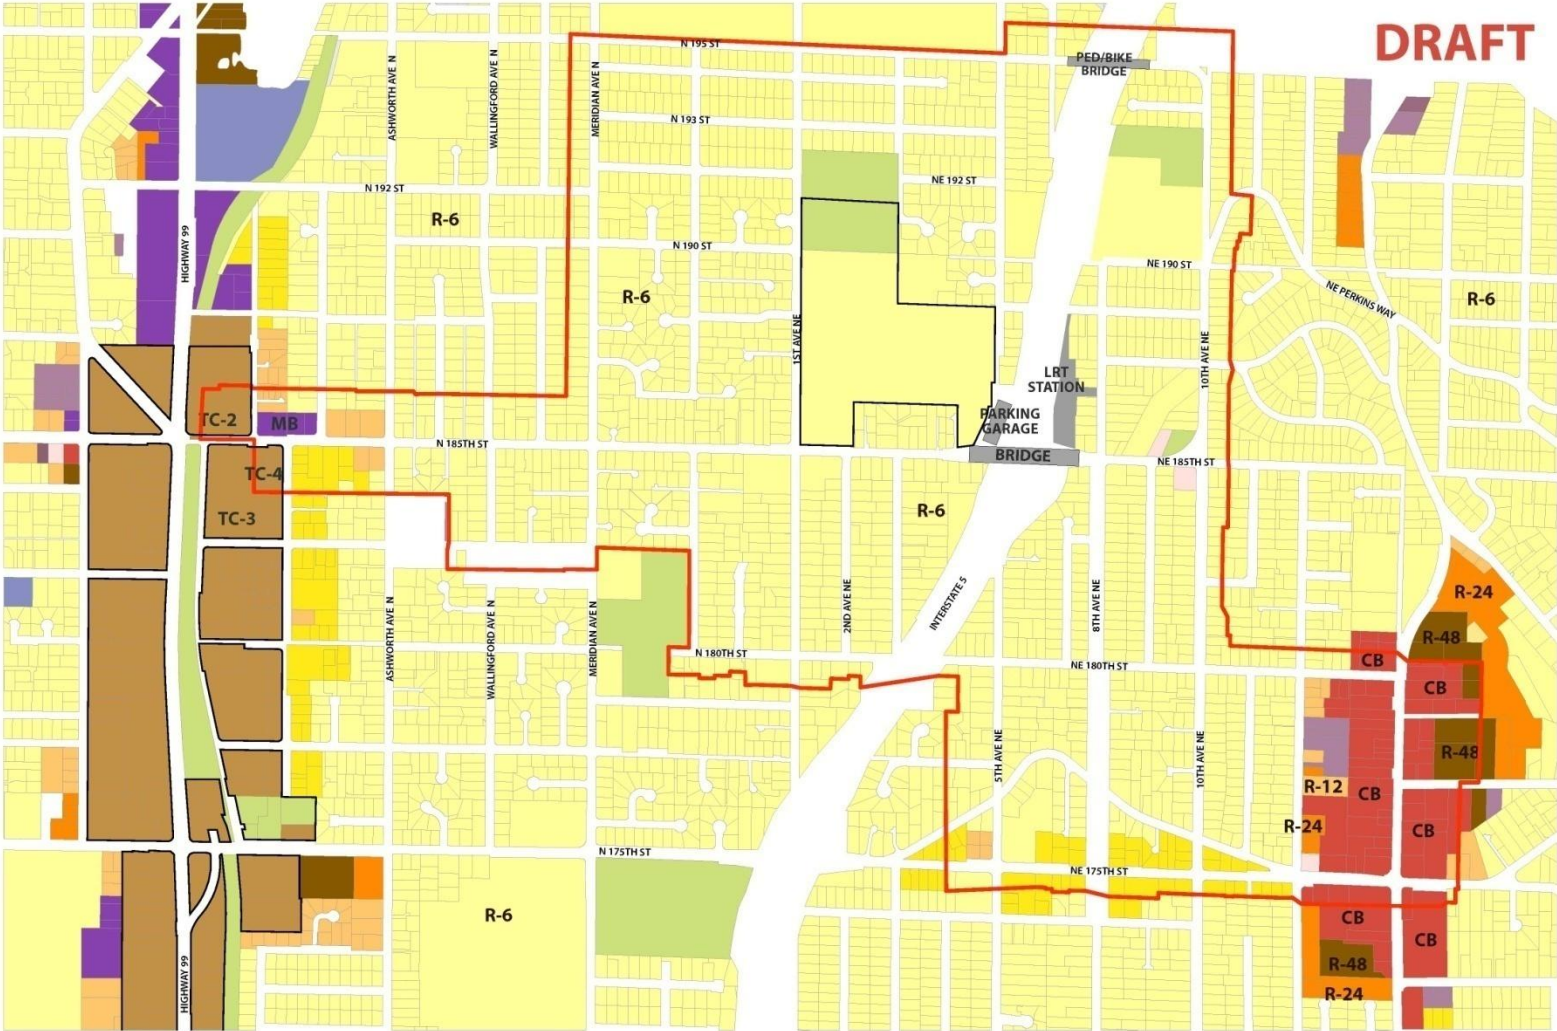 DRAFT
N 195 ST
PED/BIKE
BRIDGE
ASHWORTH AVE N
WALLINGFORD AVE N
MERIDIAN AVE N
N 193 ST
N 192 ST
NE 192 ST
R-6
HIGHWAY 99
N 190 ST
NE 190 ST
R-6
NE PERKINS WAY
R-6
1ST AVE NE
10TH AVE NE
LRT
STATION
TC-2
MB
PARKING
GARAGE
N 185TH ST
BRIDGE
NE 185TH ST
TC-4
TC-3
R-6
INTERSTATE 5
2ND AVE NE
8TH AVE NE
R-24
ASHWORTH AVE N
WALLINGFORD AVE N
MERIDIAN AVE N
R-48
N 180TH ST
CB
NE 180TH ST
CB
5TH AVE NE
10TH AVE NE
R-48
R-12
CB
R-24
CB
N 175TH ST
NE 175TH ST
R-6
CB
CB
R-48
HIGHWAY 99
R-24